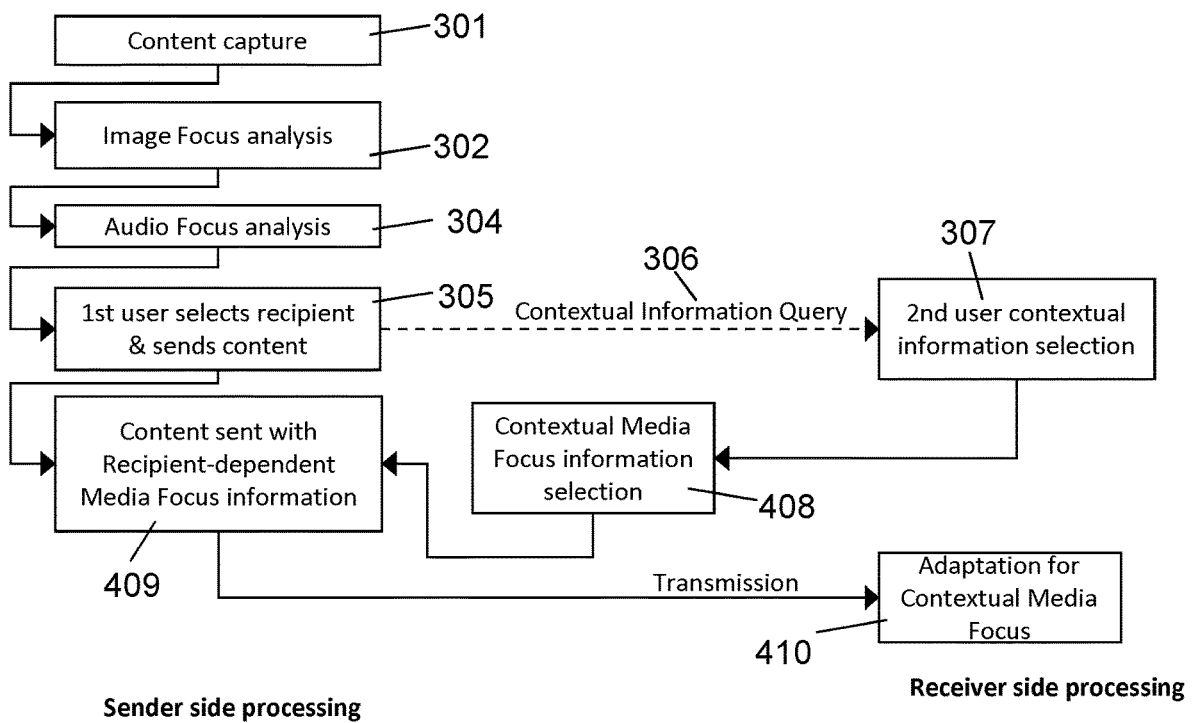 Content capture
301
Image Focus analysis
302
Audio Focus analysis
304
1st user selects recipient
& sends content
305
306
Contextual Information Query
307
2nd user contextual
information selection
Content sent with
Recipient-dependent
Media Focus information
409
Contextual Media
Focus information
selection
408
Transmission
Adaptation for
Contextual Media
Focus
410
Sender side processing
Receiver side processing